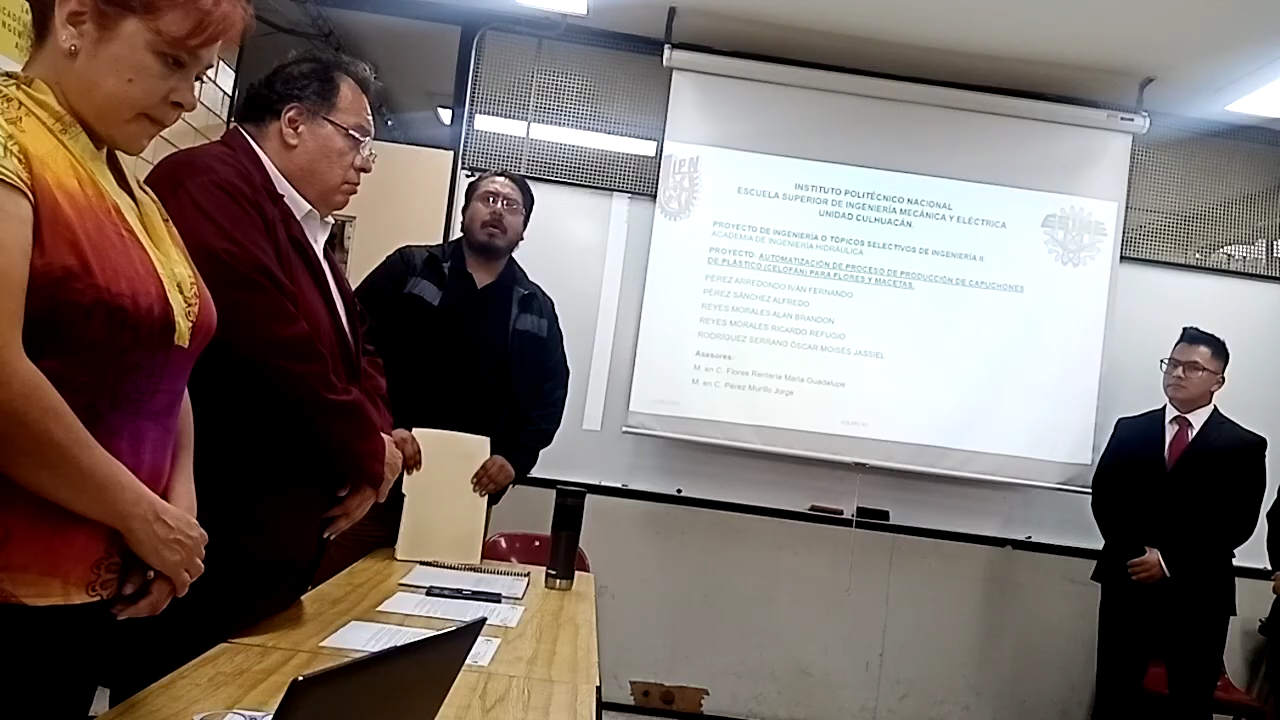 IPN
INSTITUTO POLITÉCNICO NACIONAL
ESCUELA SUPERIOR DE INGENIERÍA MECÁNICA Y ELÉCTRICA
UNIDAD CULHUACÁN.
PROYECTO DE INGENIERÍA O TÓPICOS SELECTIVOS DE INGENIERÍA II
ACADEMIA DE INGENIERÍA HIDRÁULICA
PROYECTO: AUTOMATIZACIÓN DE PROCESO DE PRODUCCIÓN DE CAPUCHONES
DE PLÁSTICO (CELOFÁN) PARA FLORES Y MACETAS.
PÉREZ ARREDONDO IVÁN FERNANDO
PÉREZ SÁNCHEZ ALFREDO
REYES MORALES ALAN BRANDON
REYES MORALES RICARDO REFUGIO
RODRÍGUEZ SERRANO ÓSCAR MOISÉS JASSIEL
Asesores:
M. en C. Flores Rentería María Guadalupe
M. en C. Pérez Murillo Jorge